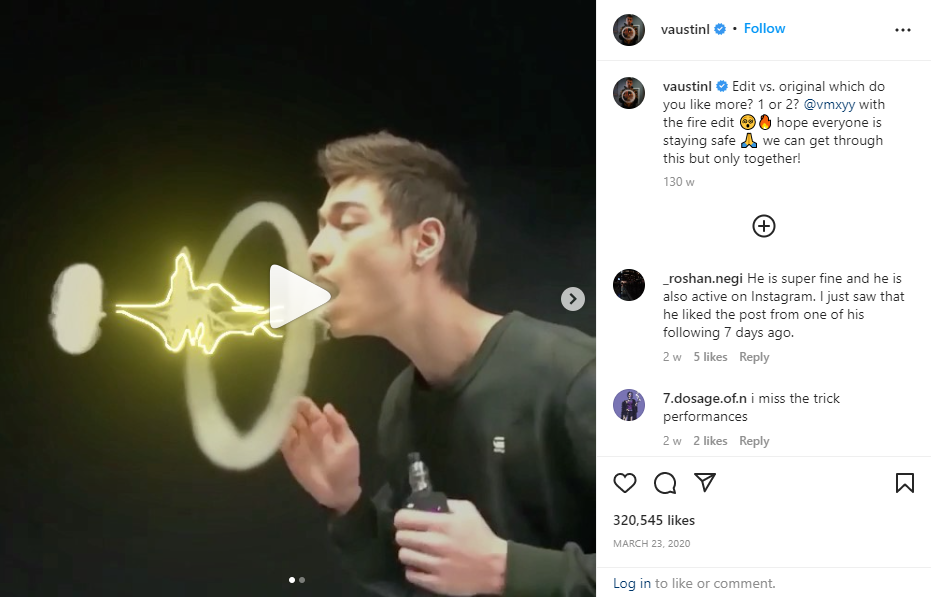 vaustinl • Follow
vaustinl Edit vs. original which do
you like more? 1 or 2? @vmxyy with
the fire edit 😵🔥 hope everyone is
staying safe 🙏 we can get through
this but only together!
130 w
_roshan.negi He is super fine and he is
also active on Instagram. I just saw that
he liked the post from one of his
following 7 days ago.
2 w 5 likes Reply
7.dosage.of.n i miss the trick
performances
2 w 2 likes Reply
320,545 likes
MARCH 23, 2020
Log in to like or comment.